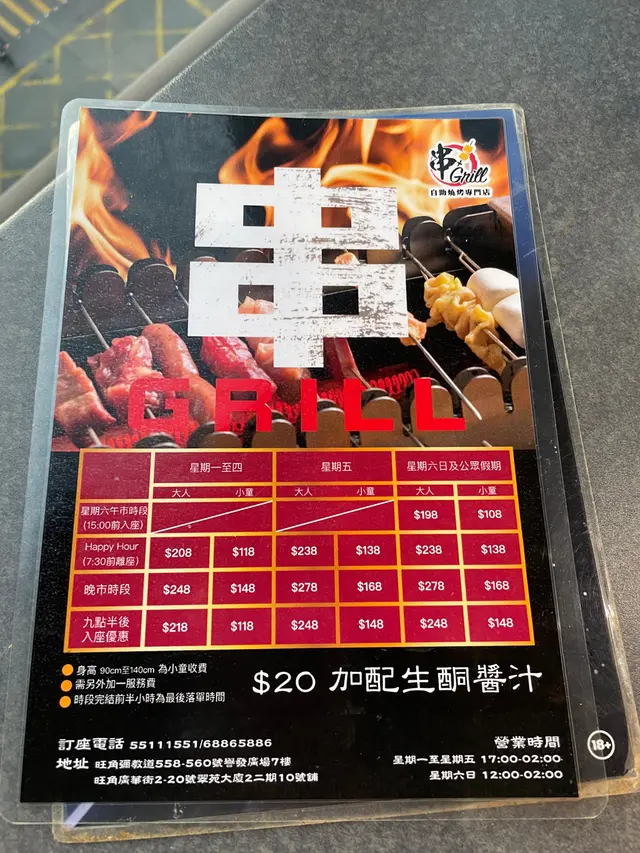 串Grill
自助燒烤專門店
串
GRILL
星期一至四 星期五 星期六日及公眾假期
大人 小童 大人 小童 大人 小童
星期六午市時段
(15:00前入座) $198 $108
Happy Hour
(7:30前離座) $208 $118 $238 $138 $238 $138
晚市時段 $248 $148 $278 $168 $278 $168
九點半後
入座優惠 $218 $118 $248 $148 $248 $148
身高 90cm至140cm 為小童收費
需另外加一服務費
時段完結前半小時為最後落單時間
$20 加配生酮醬汁
訂座電話 55111551/68865886
地址 旺角彌敦道558-560號譽發廣場7樓
旺角廣華街2-20號翠苑大廈2二期10號舖
營業時間
星期一至星期五 17:00-02:00
星期六日 12:00-02:00
18+